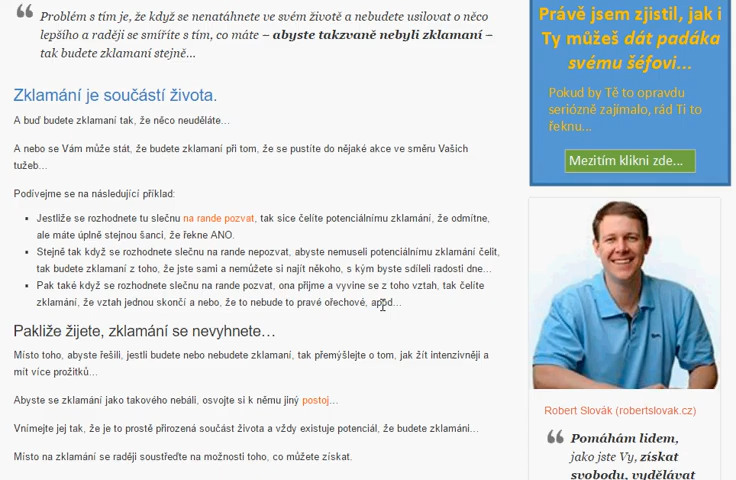 Problém s tím je, že když se nenatáhnete ve svém životě a nebudete usilovat o něco
lepšího a raději se smíříte s tím, co máte – abyste takzvaně nebyli zklamaní –
tak budete zklamaní stejně...
Zklamání je součástí života.
A buď budete zklamaní tak, že něco neuděláte...
A nebo se Vám může stát, že budete zklamaní při tom, že se pustíte do nějaké akce ve směru Vašich
tužeb...
Podívejme se na následující příklad:
Jestliže se rozhodnete tu slečnu na rande pozvat, tak sice čelíte potenciálnímu zklamání, že odmítne,
ale máte úplně stejnou šanci, že řekne ANO.
Stejně tak když se rozhodnete slečnu na rande nepozvat, abyste nemuseli potenciálnímu zklamání čelit,
tak budete zklamaní z toho, že jste sami a nemůžete si najít někoho, s kým byste sdíleli radosti dne...
Pak také když se rozhodnete slečnu na rande pozvat, ona přijme a vyvine se z toho vztah, tak čelíte
zklamání, že vztah jednou skončí a nebo, že to nebude to pravé ořechové, apod...
Pakliže žijete, zklamání se nevyhnete...
Místo toho, abyste řešili, jestli budete nebo nebudete zklamaní, tak přemýšlejte o tom, jak žít intenzivněji a
mít více prožitků...
Abyste se zklamání jako takového nebáli, osvojte si k němu jiný postoj...
Vnímejte jej tak, že je to prostě přirozená součást života a vždy existuje potenciál, že budete zklamaní...
Místo na zklamání se raději soustřeďte na možnosti toho, co můžete získat.
Právě jsem zjistil, jak i
Ty můžeš dát padáka
svému šéfovi...
Pokud by Tě to opravdu
seriózně zajímalo, rád Ti to
řeknu...
Mezitím klikni zde...
Robert Slovák (robertslovak.cz)
Pomáhám lidem,
jako jste Vy, získat
svobodu, vydělávat